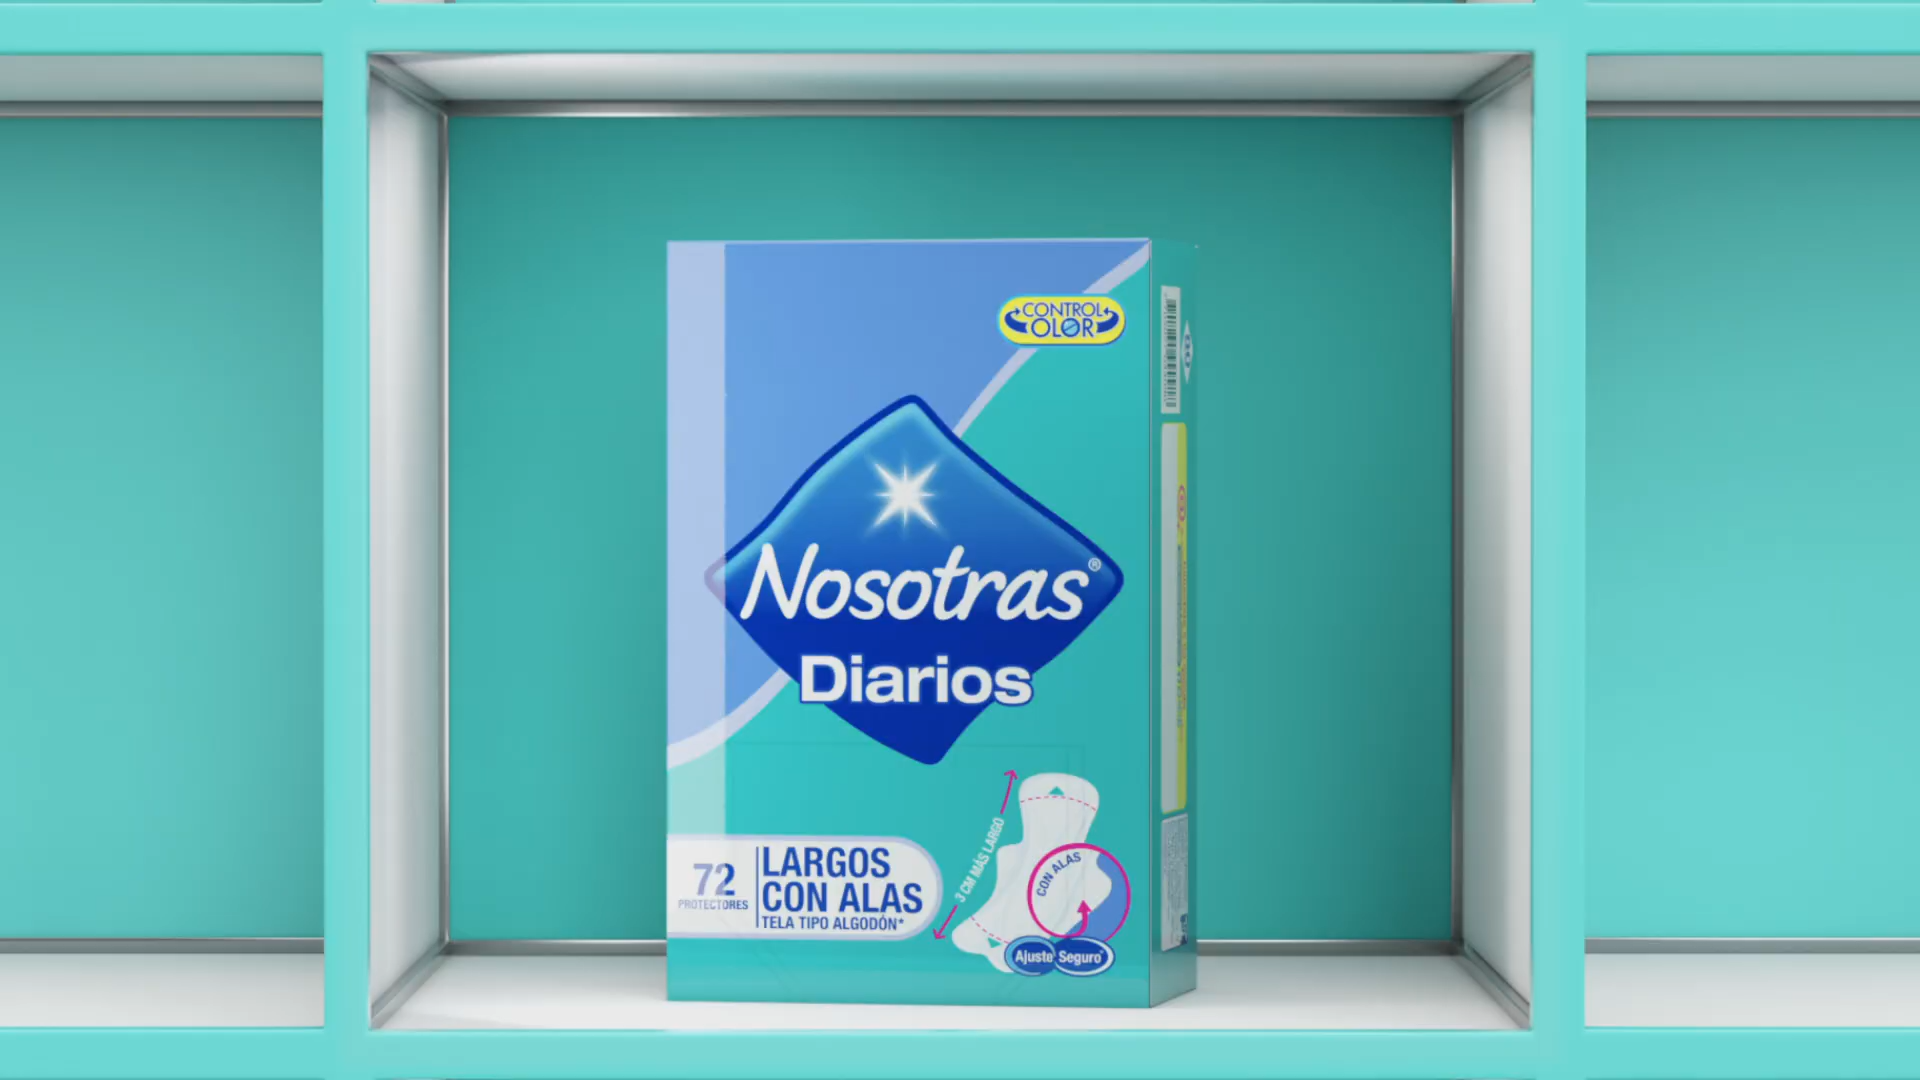 CONTROL
OLOR
Nosotras®
Diarios
3 CM MÁS LARGO
CON ALAS
72
PROTECTORES
LARGOS
CON ALAS
TELA TIPO ALGODÓN*
Ajuste Seguro®